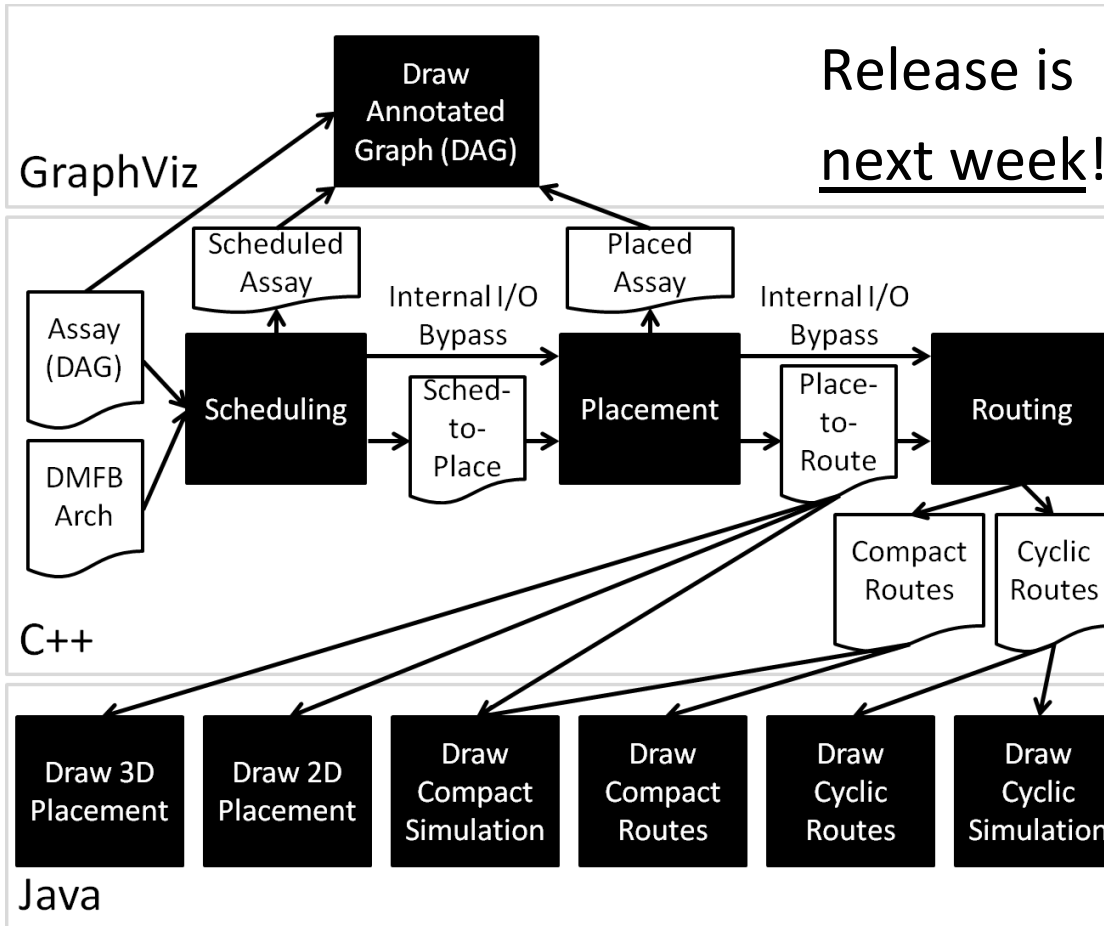 Release is
next week!
Draw
Annotated
Graph (DAG)
GraphViz
Scheduled
Assay
Placed
Assay
Internal I/O
Bypass
Internal I/O
Bypass
Assay
(DAG)
DMFB
Arch
Scheduling
Sched-
to-
Place
Placement
Place-
to-
Route
Routing
Compact
Routes
Cyclic
Routes
C++
Draw 3D
Placement
Draw 2D
Placement
Draw
Compact
Simulation
Draw
Compact
Routes
Draw
Cyclic
Routes
Draw
Cyclic
Simulation
Java